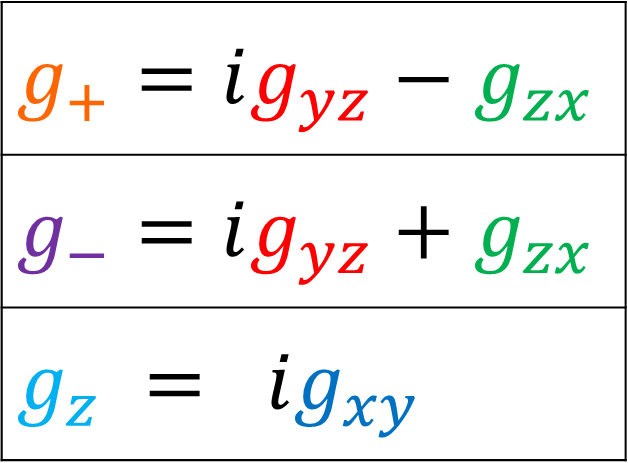 g₊ = ig_yz − g_zx
g₋ = ig_yz + g_zx
g_z = ig_xy